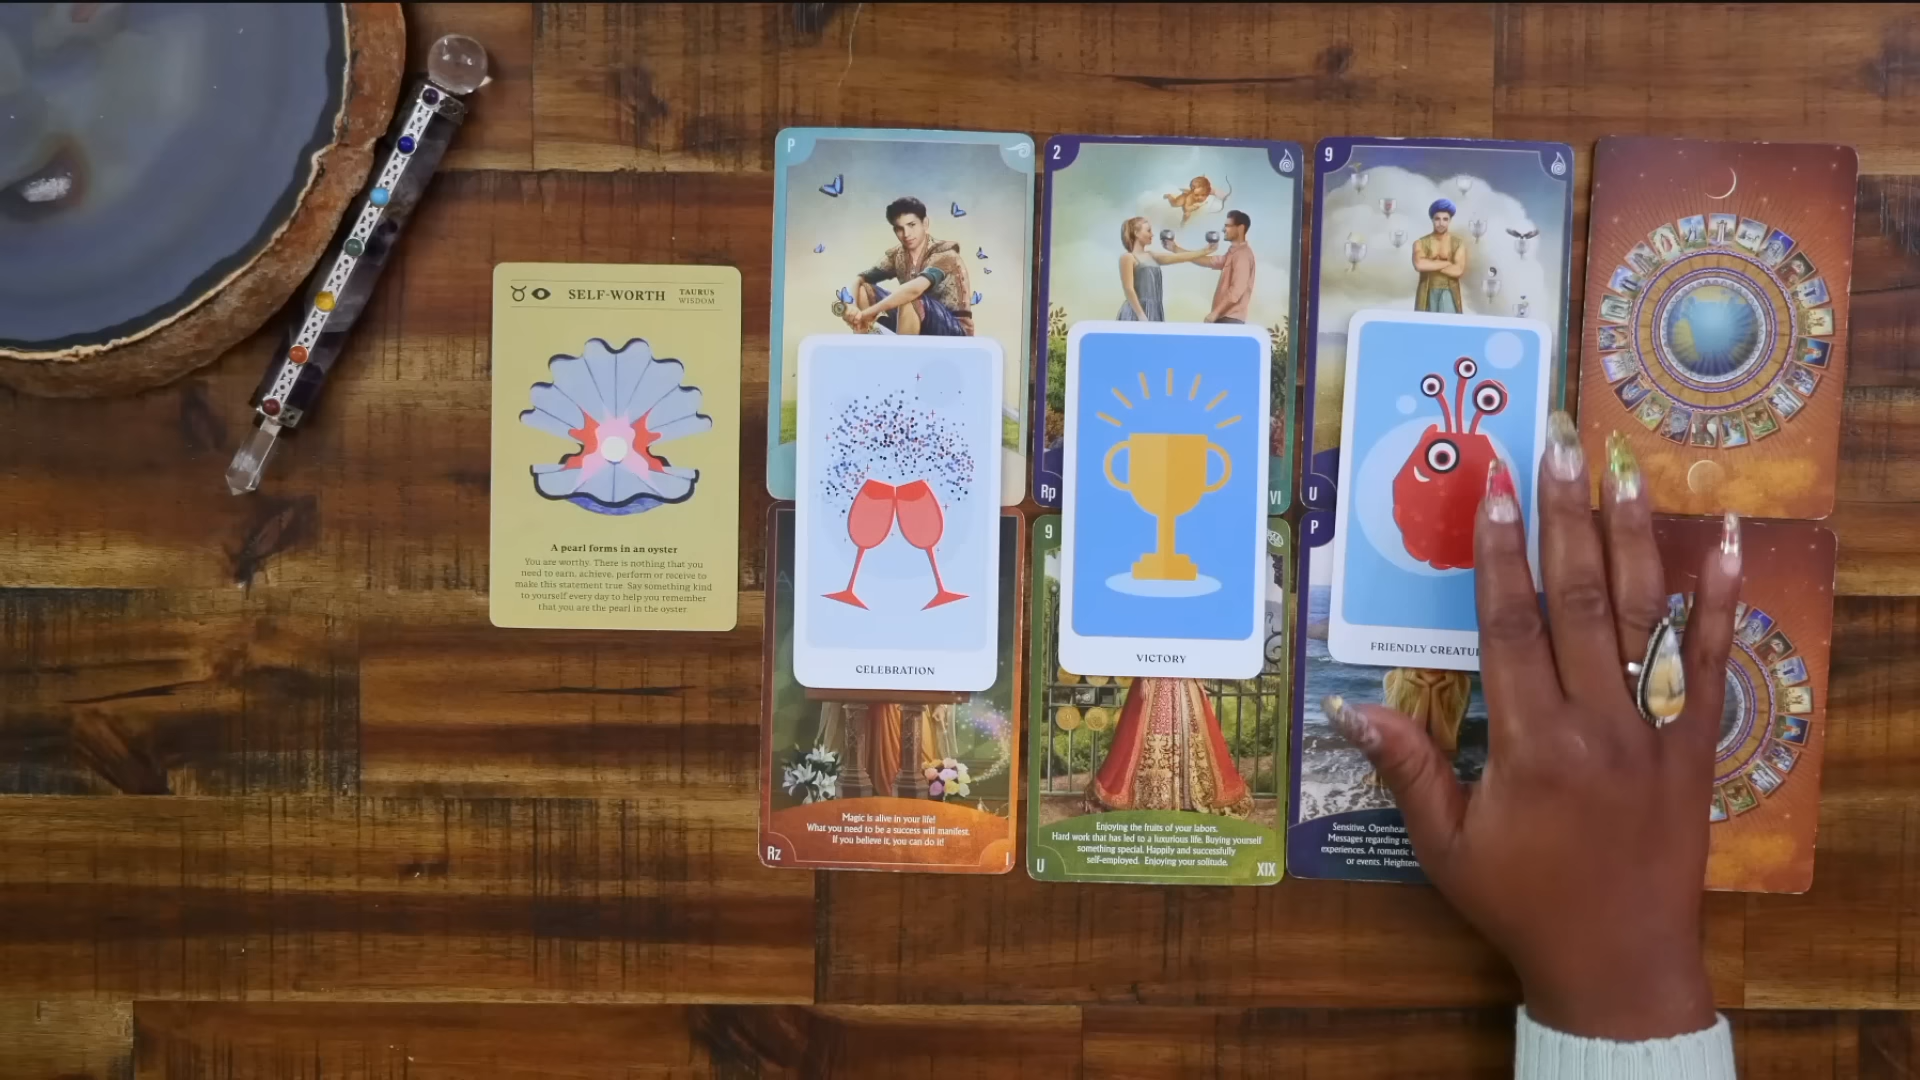 SELF-WORTH
TAURUS
WISDOM
A pearl forms in an oyster
You are worthy. There is nothing that you
need to earn, achieve, perform or receive to
make this statement true. Say something kind
to yourself every day to help you remember
that you are the pearl in the oyster
P
CELEBRATION
Magic is alive in your life!
What you need to be a success will manifest.
If you believe it, you can do it!
Rz
I
2
Rp
VI
VICTORY
9
Enjoying the fruits of your labors.
Hard work that has led to a luxurious life. Buying yourself
something special. Happily and successfully
self-employed. Enjoying your solitude.
U
XIX
9
U
FRIENDLY
P
Sensitive,
Messages regarding
experiences. A romantic
or events.